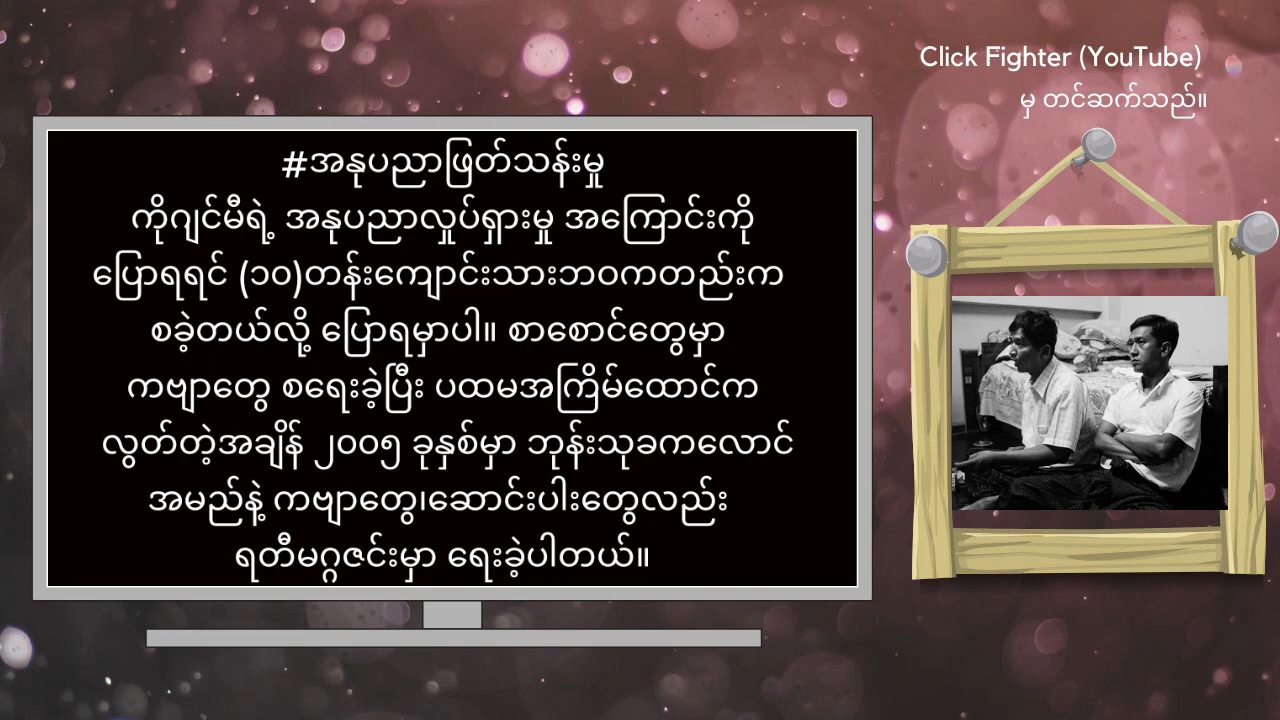 Click Fighter (YouTube)
မှ တင်ဆက်သည်။
#အနုပညာဖြတ်သန်းမှု
ကိုဂျင်မီရဲ့ အနုပညာလှုပ်ရှားမှု အကြောင်းကို
ပြောရရင် (၁၀)တန်းကျောင်းသားဘဝကတည်းက
စခဲ့တယ်လို့ ပြောရမှာပါ။ စာစောင်တွေမှာ
ကဗျာတွေ စရေးခဲ့ပြီး ပထမအကြိမ်ထောင်က
လွတ်တဲ့အချိန် ၂၀၀၅ ခုနှစ်မှာ ဘုန်းသုခကလောင်
အမည်နဲ့ ကဗျာတွေ၊ဆောင်းပါးတွေလည်း
ရတီမဂ္ဂဇင်းမှာ ရေးခဲ့ပါတယ်။